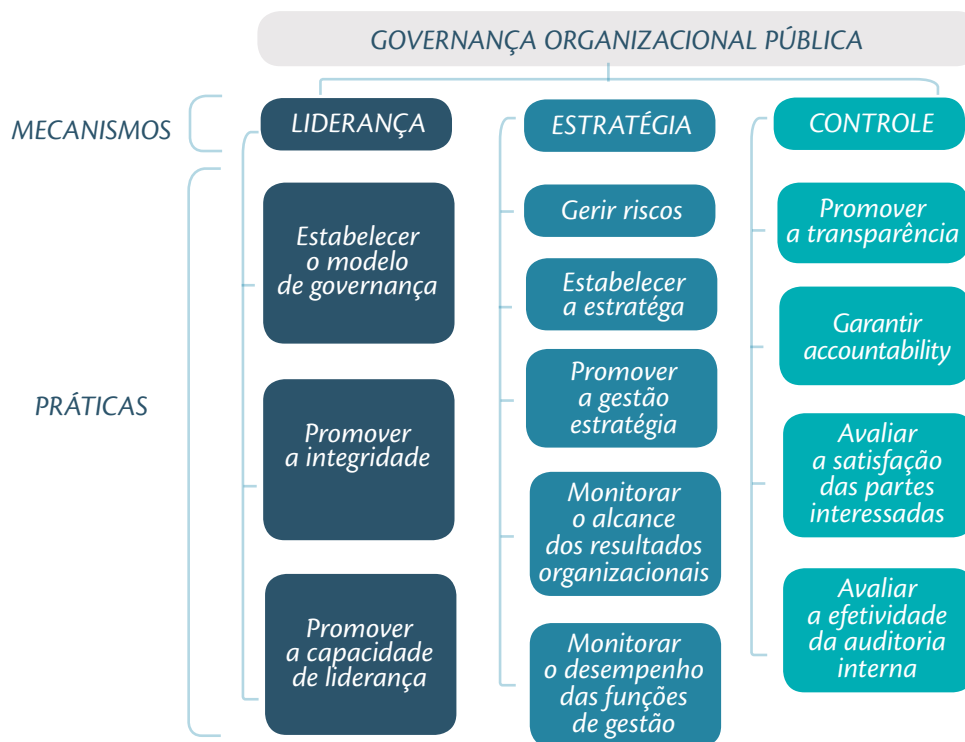 GOVERNANÇA ORGANIZACIONAL PÚBLICA
MECANISMOS
LIDERANÇA
ESTRATÉGIA
CONTROLE
PRÁTICAS
Estabelecer
o modelo
de governança
Promover
a integridade
Promover
a capacidade
de liderança
Gerir riscos
Estabelecer
a estratéga
Promover
a gestão
estratégia
Monitorar
o alcance
dos resultados
organizacionais
Monitorar
o desempenho
das funções
de gestão
Promover
a transparência
Garantir
accountability
Avaliar
a satisfação
das partes
interessadas
Avaliar
a efetividade
da auditoria
interna